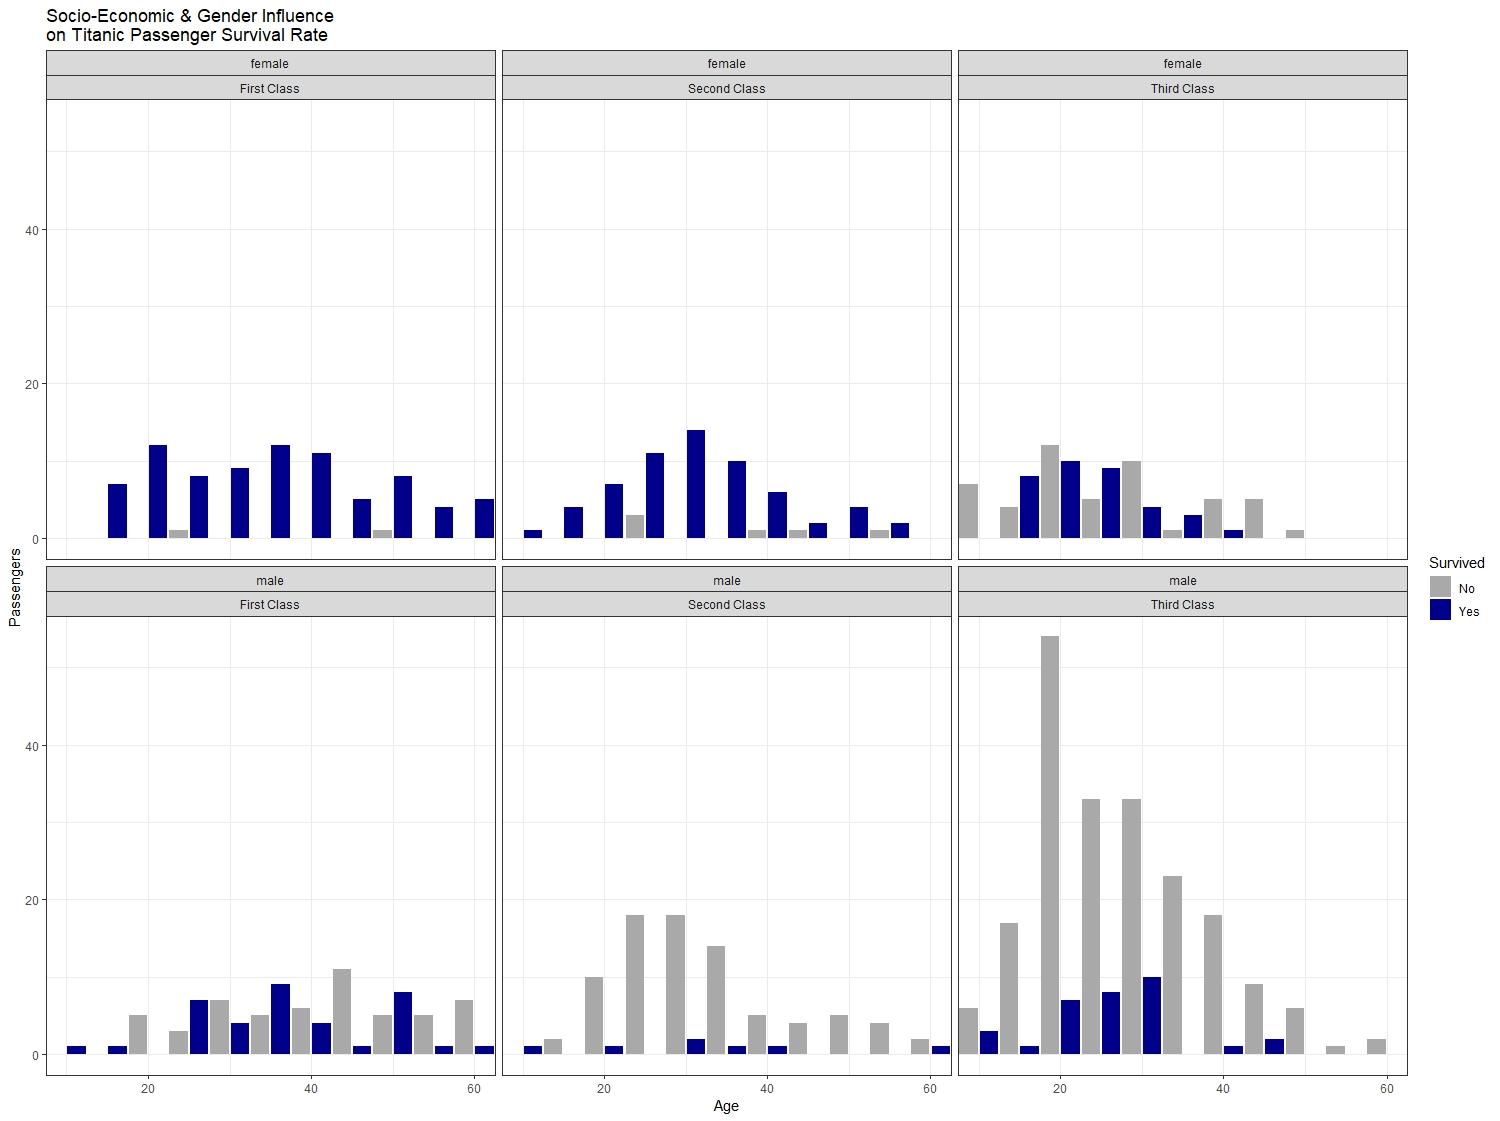 Socio-Economic & Gender Influence
on Titanic Passenger Survival Rate
female
First Class
female
Second Class
female
Third Class
40
20
0
male
First Class
male
Second Class
male
Third Class
40
20
0
20
40
60
20
40
60
20
40
60
Age
Passengers
Survived
No
Yes